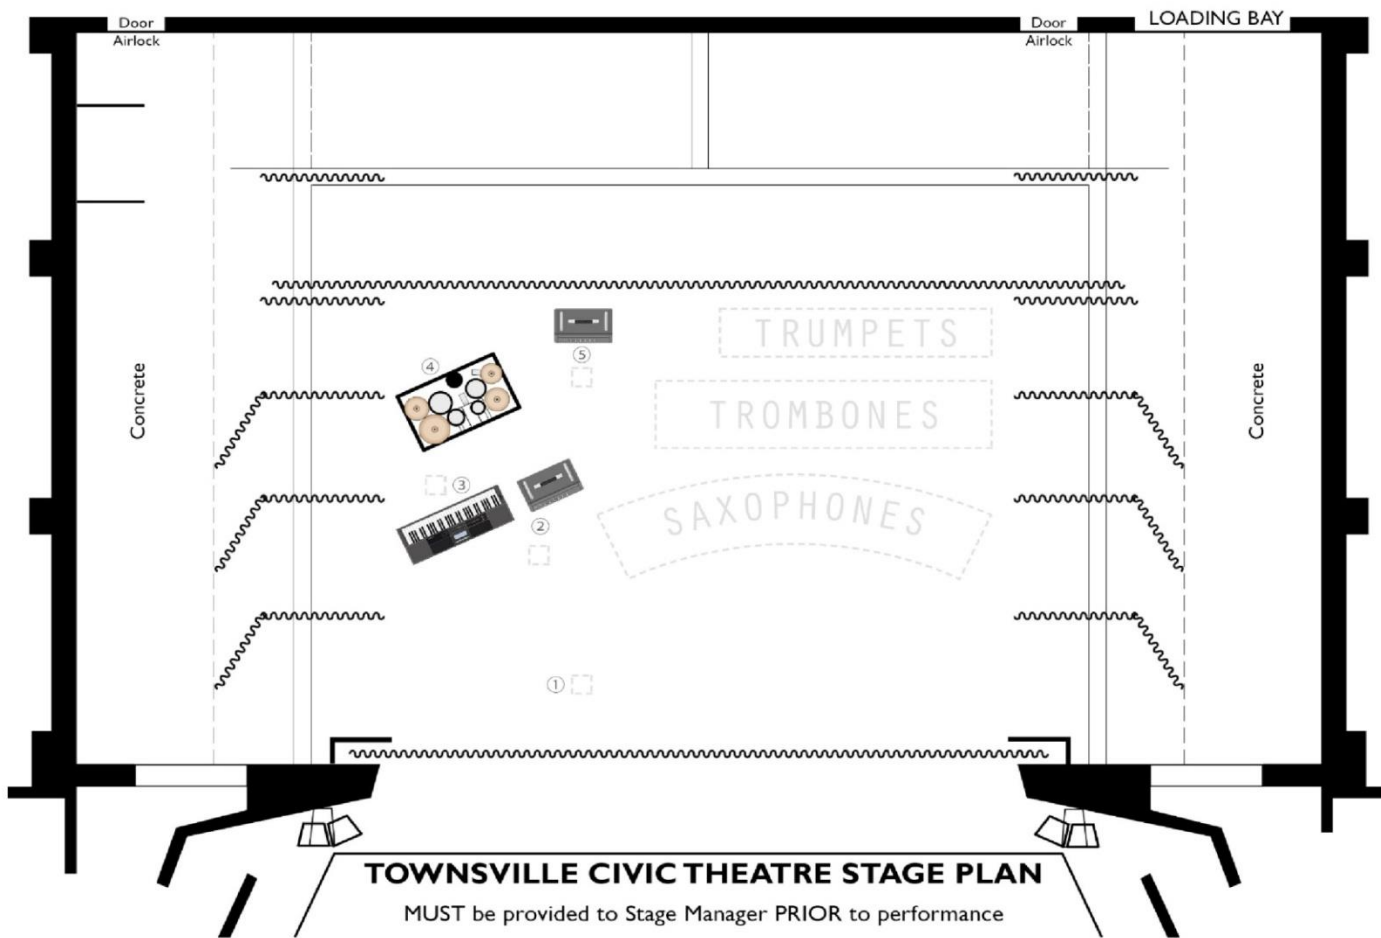 Door
Airlock
Door
Airlock
LOADING BAY
Concrete
Concrete
TRUMPETS
TROMBONES
SAXOPHONES
⑤
④
③
②
①
TOWNSVILLE CIVIC THEATRE STAGE PLAN
MUST be provided to Stage Manager PRIOR to performance